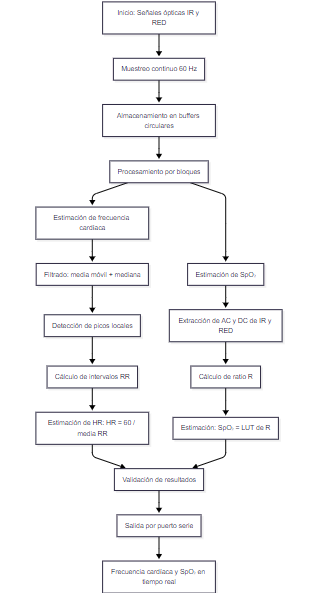 Inicio: Señales ópticas IR y
RED
Muestreo continuo 60 Hz
Almacenamiento en buffers
circulares
Procesamiento por bloques
Estimación de frecuencia
cardíaca
Filtrado: media móvil + mediana
Detección de picos locales
Cálculo de intervalos RR
Estimación de HR: HR = 60 /
media RR
Estimación de SpO₂
Extracción de AC y DC de IR y
RED
Cálculo de ratio R
Estimación: SpO₂ = LUT de R
Validación de resultados
Salida por puerto serie
Frecuencia cardíaca y SpO₂ en
tiempo real